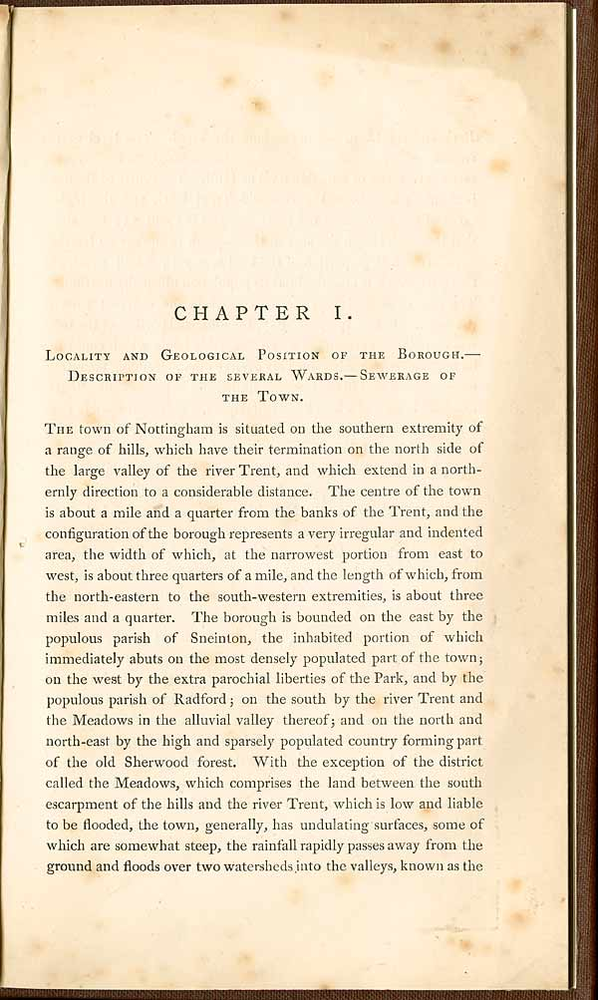 CHAPTER I.
LOCALITY AND GEOLOGICAL POSITION OF THE BOROUGH.—
DESCRIPTION OF THE SEVERAL WARDS.—SEWERAGE OF
THE TOWN.
THE town of Nottingham is situated on the southern extremity of
a range of hills, which have their termination on the north side of
the large valley of the river Trent, and which extend in a north-
ernly direction to a considerable distance. The centre of the town
is about a mile and a quarter from the banks of the Trent, and the
configuration of the borough represents a very irregular and indented
area, the width of which, at the narrowest portion from east to
west, is about three quarters of a mile, and the length of which, from
the north-eastern to the south-western extremities, is about three
miles and a quarter. The borough is bounded on the east by the
populous parish of Sneinton, the inhabited portion of which
immediately abuts on the most densely populated part of the town;
on the west by the extra parochial liberties of the Park, and by the
populous parish of Radford; on the south by the river Trent and
the Meadows in the alluvial valley thereof; and on the north and
north-east by the high and sparsely populated country forming part
of the old Sherwood forest. With the exception of the district
called the Meadows, which comprises the land between the south
escarpment of the hills and the river Trent, which is low and liable
to be flooded, the town, generally, has undulating surfaces, some of
which are somewhat steep, the rainfall rapidly passes away from the
ground and floods over two watersheds into the valleys, known as the